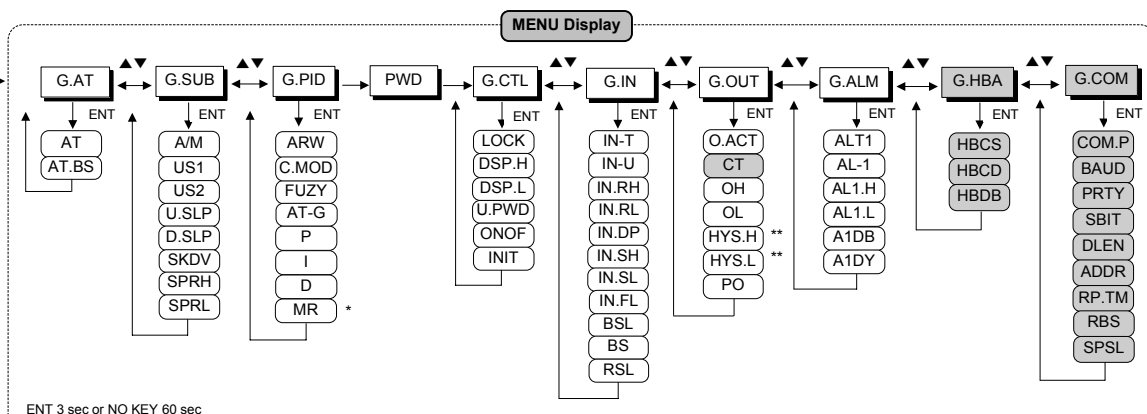 MENU Display
▲▼ ▲▼ ▲▼ ▲▼ ▲▼ ▲▼ ▲▼
G.AT G.SUB G.PID PWD G.CTL G.IN G.OUT G.ALM G.HBA G.COM
ENT ENT ENT ENT ENT ENT ENT ENT ENT
AT
AT.BS
A/M
US1
US2
U.SLP
D.SLP
SKDV
SPRH
SPRL
ARW
C.MOD
FUZY
AT-G
P
I
D
MR *
LOCK
DSP.H
DSP.L
U.PWD
ONOF
INIT
IN-T
IN-U
IN.RH
IN.RL
IN.DP
IN.SH
IN.SL
IN.FL
BSL
BS
RSL
O.ACT
CT
OH
OL
HYS.H **
HYS.L **
PO
ALT1
AL-1
AL1.H
AL1.L
A1DB
A1DY
HBCS
HBCD
HBDB
COM.P
BAUD
PRTY
SBIT
DLEN
ADDR
RP.TM
RBS
SPSL
ENT 3 sec or NO KEY 60 sec